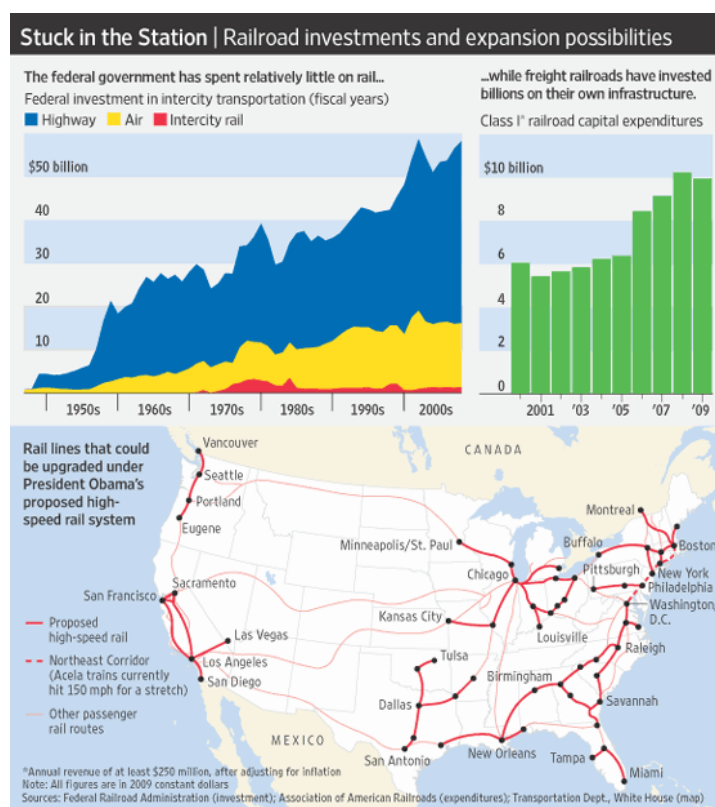 Stuck in the Station | Railroad investments and expansion possibilities
The federal government has spent relatively little on rail...
Federal investment in intercity transportation (fiscal years)
Highway Air Intercity rail
$50 billion
40
30
20
10
1950s 1960s 1970s 1980s 1990s 2000s
...while freight railroads have invested
billions on their own infrastructure.
Class I* railroad capital expenditures
$10 billion
8
6
4
2
0
2001 '03 '05 '07 '09
Rail lines that could
be upgraded under
President Obama's
proposed high-
speed rail system
Vancouver
CANADA
Seattle
Portland
Eugene
Montreal
Minneapolis/St. Paul
Buffalo
Boston
Chicago
Pittsburgh
New York
Philadelphia
Sacramento
San Francisco
Washington,
D.C.
Kansas City
Louisville
Las Vegas
Los Angeles
San Diego
Raleigh
Tulsa
Birmingham
Dallas
Savannah
MEXICO
San Antonio
New Orleans
Tampa
Miami
Proposed
high-speed rail
Northeast Corridor
(Acela trains currently
hit 150 mph for a stretch)
Other passenger
rail routes
*Annual revenue of at least $250 million, after adjusting for inflation
Note: All figures are in 2009 constant dollars
Sources: Federal Railroad Administration (investment); Association of American Railroads (expenditures); Transportation Dept., White House (map)